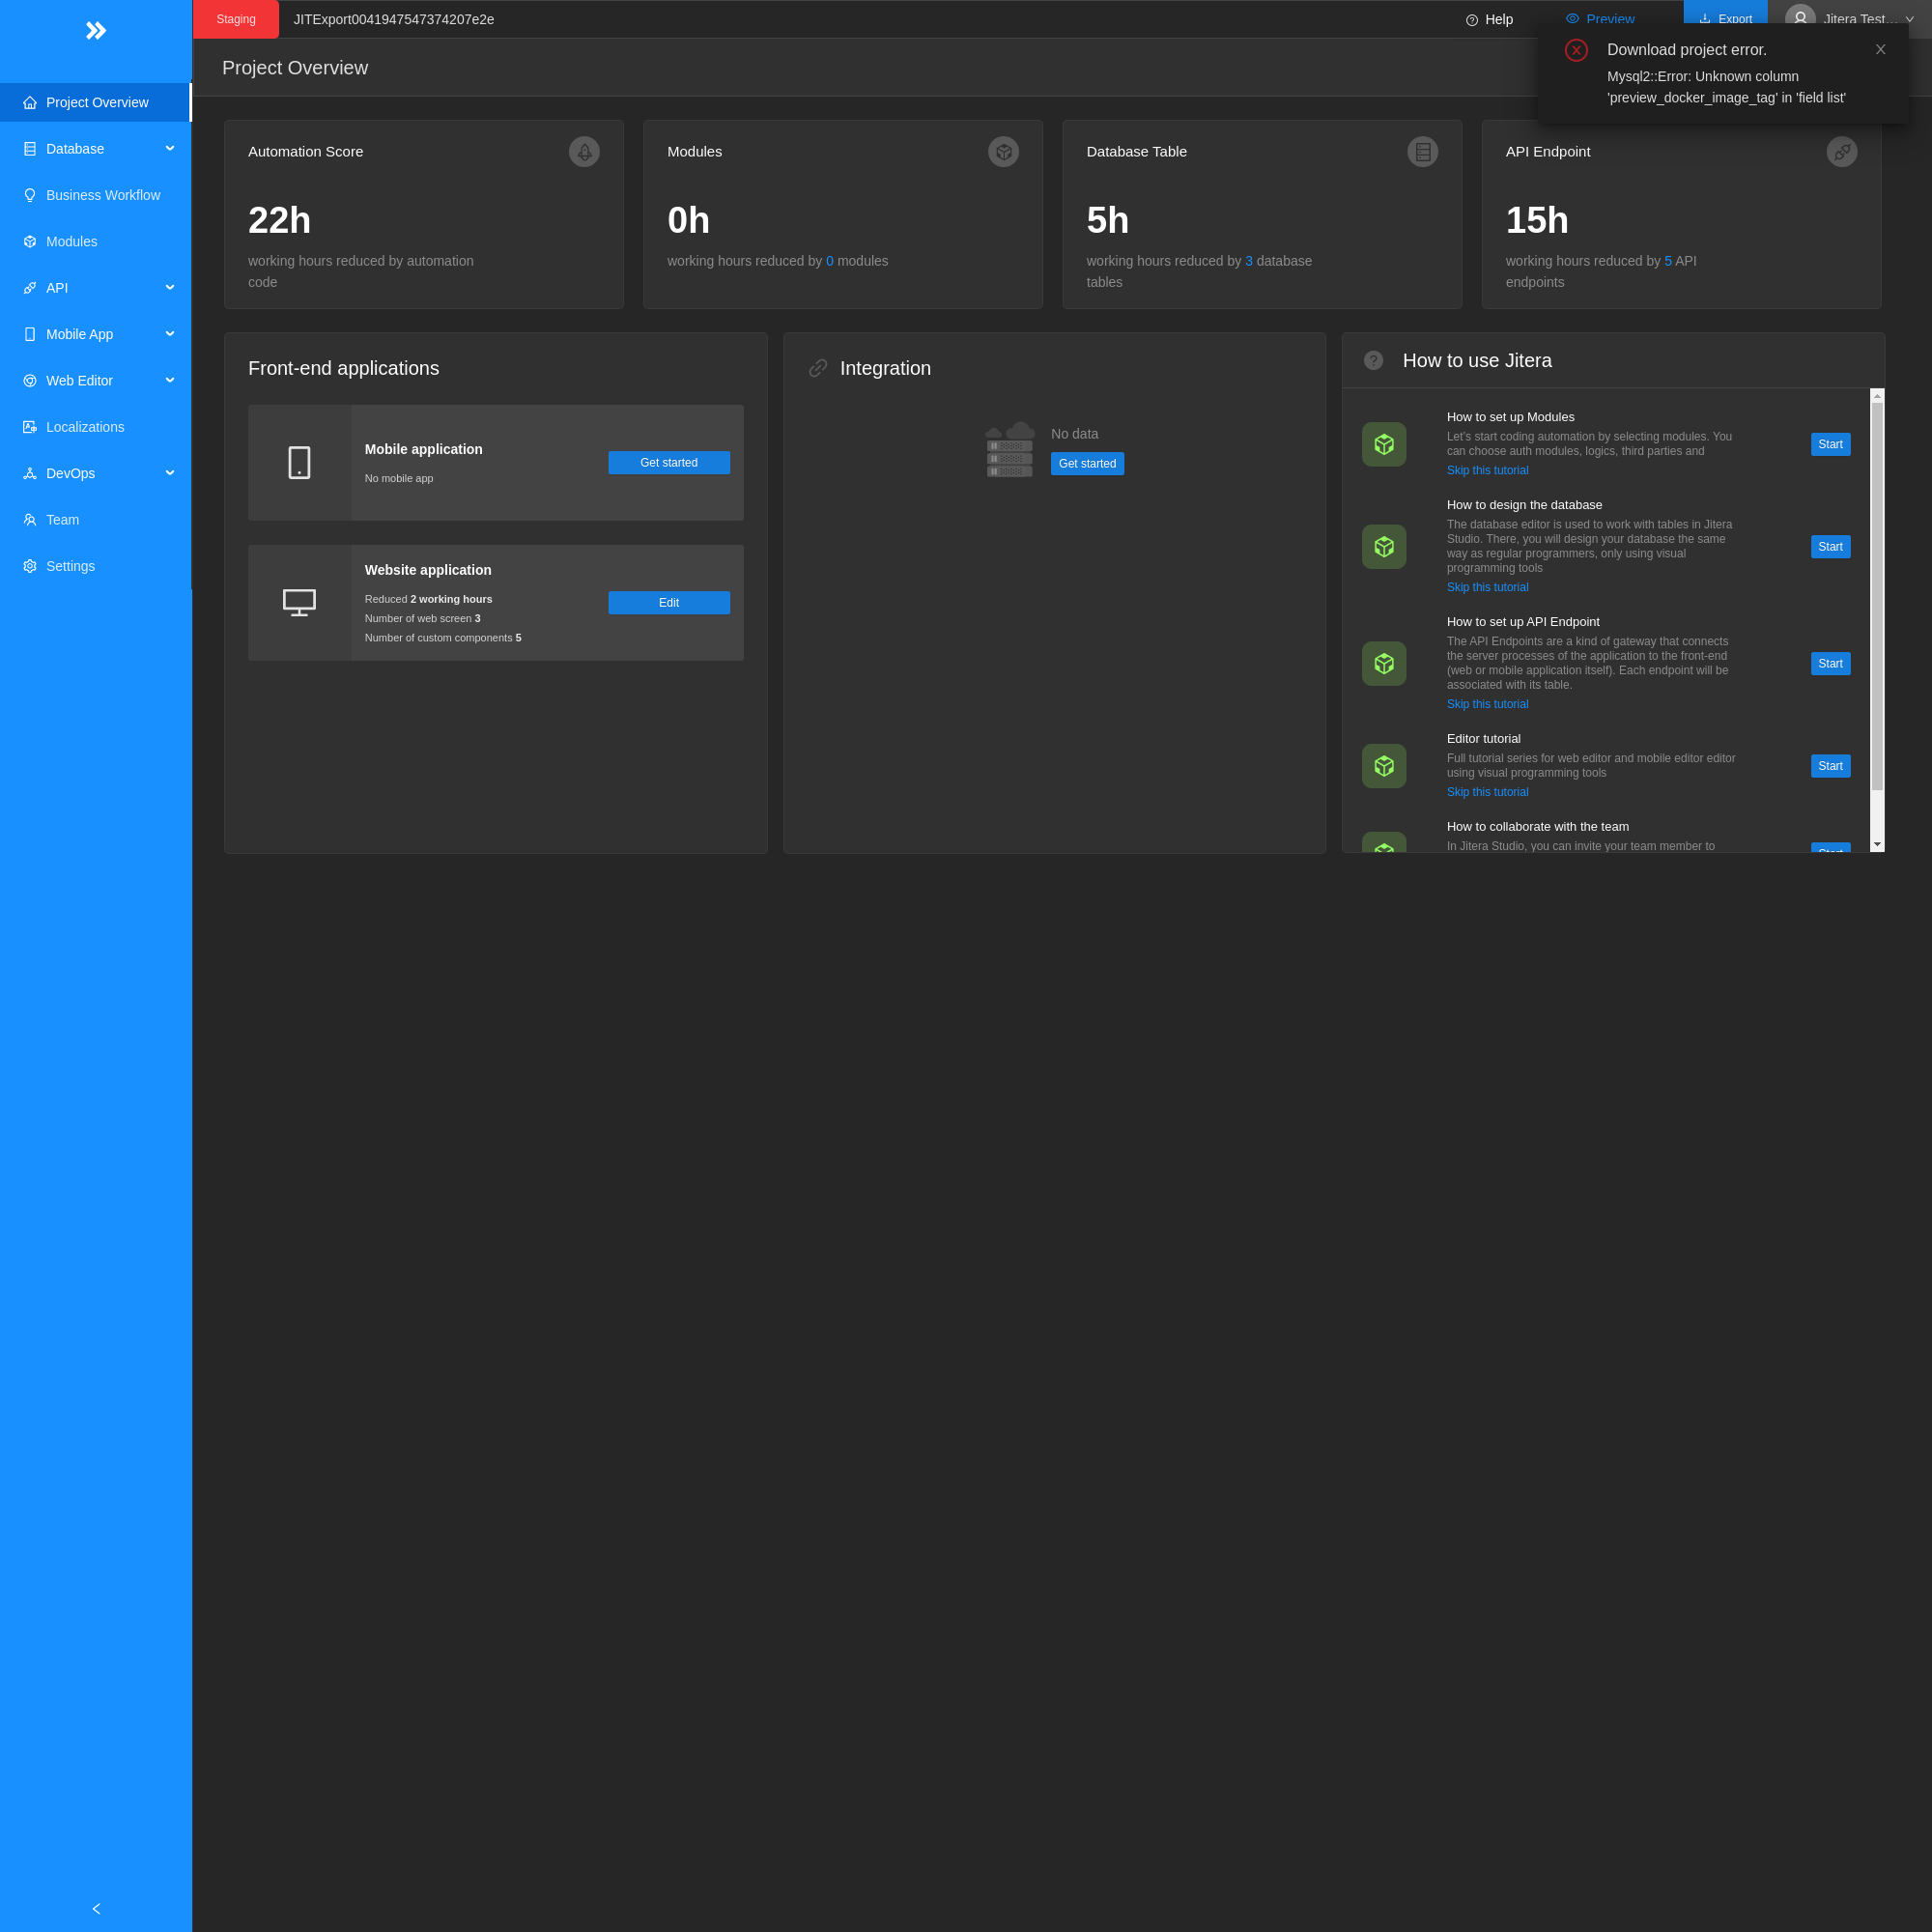 Staging
JITExport0041947547374207e2e
Help
Preview
Export
Jitera Test...
Download project error.
Mysql2::Error: Unknown column
'preview_docker_image_tag' in 'field list'
Project Overview
Project Overview
Database
Business Workflow
Modules
API
Mobile App
Web Editor
Localizations
DevOps
Team
Settings
Automation Score
22h
working hours reduced by automation
code
Modules
0h
working hours reduced by 0 modules
Database Table
5h
working hours reduced by 3 database
tables
API Endpoint
15h
working hours reduced by 5 API
endpoints
Front-end applications
Mobile application
No mobile app
Get started
Website application
Reduced 2 working hours
Number of web screen 3
Number of custom components 5
Edit
Integration
No data
Get started
How to use Jitera
How to set up Modules
Let's start coding automation by selecting modules. You
can choose auth modules, logics, third parties and
Skip this tutorial
Start
How to design the database
The database editor is used to work with tables in Jitera
Studio. There, you will design your database the same
way as regular programmers, only using visual
programming tools
Skip this tutorial
Start
How to set up API Endpoint
The API Endpoints are a kind of gateway that connects
the server processes of the application to the front-end
(web or mobile application itself). Each endpoint will be
associated with its table.
Skip this tutorial
Start
Editor tutorial
Full tutorial series for web editor and mobile editor editor
using visual programming tools
Skip this tutorial
Start
How to collaborate with the team
In Jitera Studio, you can invite your team member to
Start